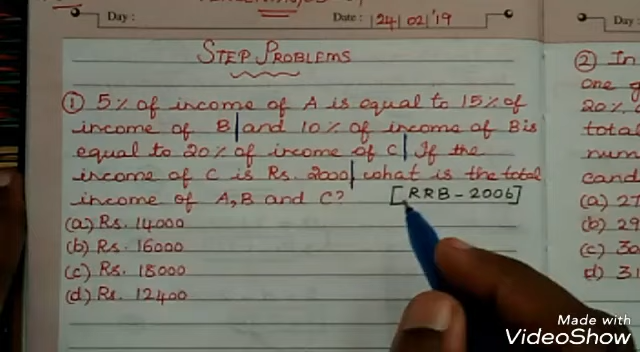 Day :
Date : 24/02/'19
Day :
STEP PROBLEMS
① 5% of income of A is equal to 15% of
income of B| and 10% of income of B is
equal to 20% of income of C| If the
income of C is Rs. 2000| what is the total
income of A, B and C? [RRB - 2006]
(a) Rs. 14000
(b) Rs. 16000
(c) Rs. 18000
(d) Rs. 12400
② In
one
20%
total
num
cand
(a) 27
(b) 29
(c) 30
(d) 31
Made with
VideoShow